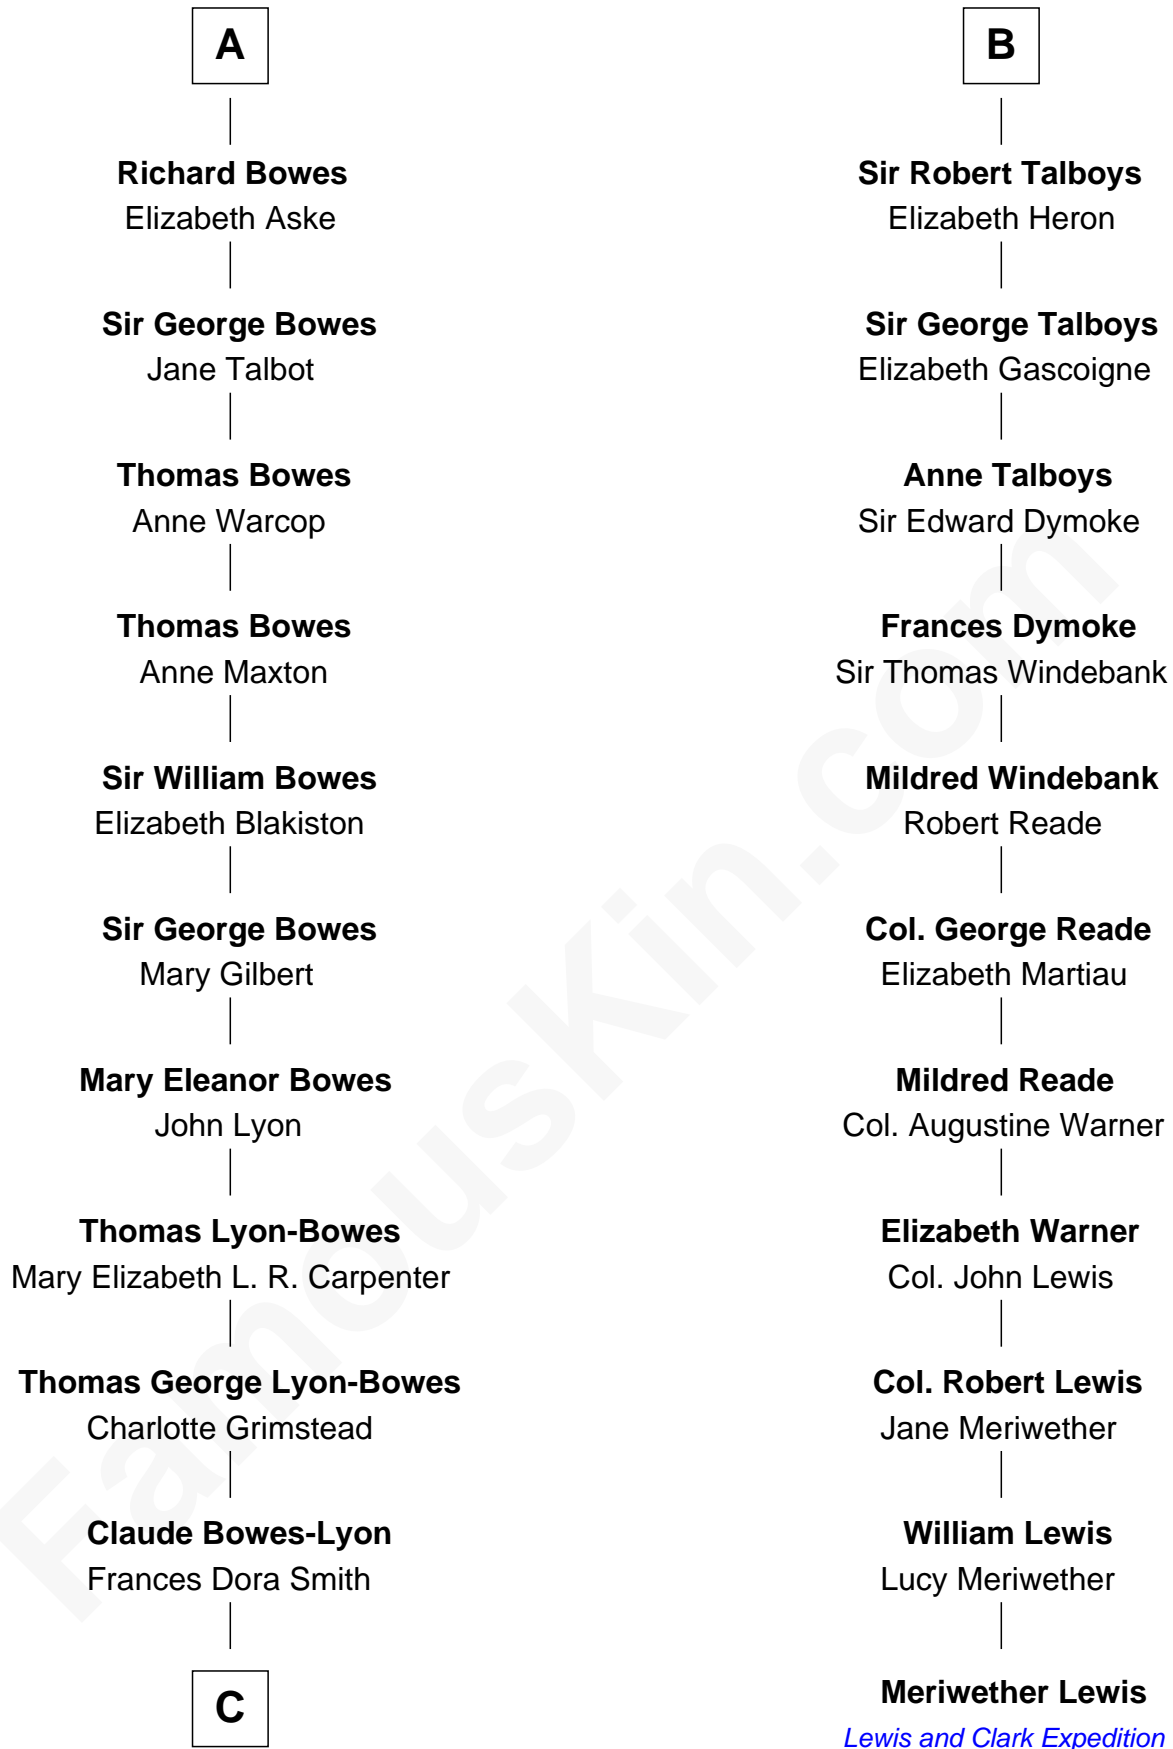 A
Richard Bowes
Elizabeth Aske
Sir George Bowes
Jane Talbot
Thomas Bowes
Anne Warcop
Thomas Bowes
Anne Maxton
Sir William Bowes
Elizabeth Blakiston
Sir George Bowes
Mary Gilbert
Mary Eleanor Bowes
John Lyon
Thomas Lyon-Bowes
Mary Elizabeth L. R. Carpenter
Thomas George Lyon-Bowes
Charlotte Grimstead
Claude Bowes-Lyon
Frances Dora Smith
C
B
Sir Robert Talboys
Elizabeth Heron
Sir George Talboys
Elizabeth Gascoigne
Anne Talboys
Sir Edward Dymoke
Frances Dymoke
Sir Thomas Windebank
Mildred Windebank
Robert Reade
Col. George Reade
Elizabeth Martiau
Mildred Reade
Col. Augustine Warner
Elizabeth Warner
Col. John Lewis
Col. Robert Lewis
Jane Meriwether
William Lewis
Lucy Meriwether
Meriwether Lewis
Lewis and Clark Expedition
FamousKin.com